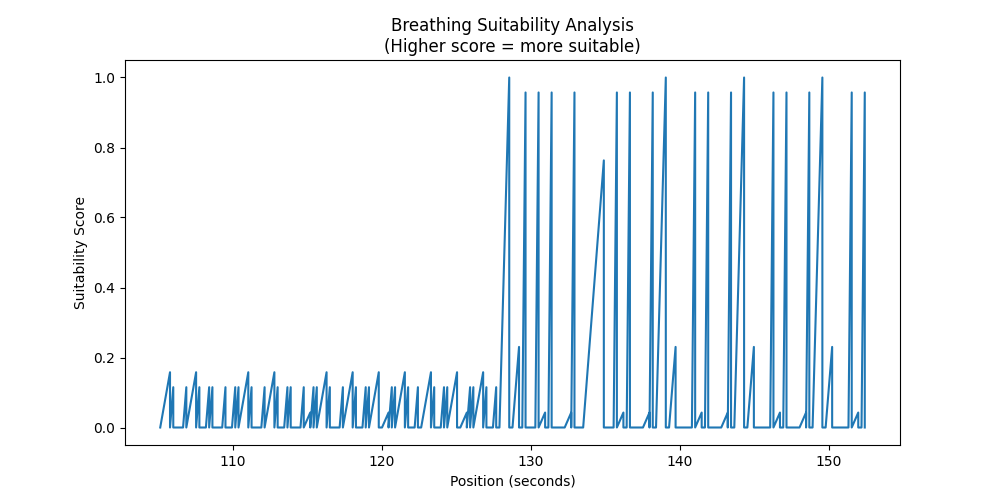 Breathing Suitability Analysis
(Higher score = more suitable)
1.0
0.8
0.6
0.4
0.2
0.0
Suitability Score
110 120 130 140 150
Position (seconds)